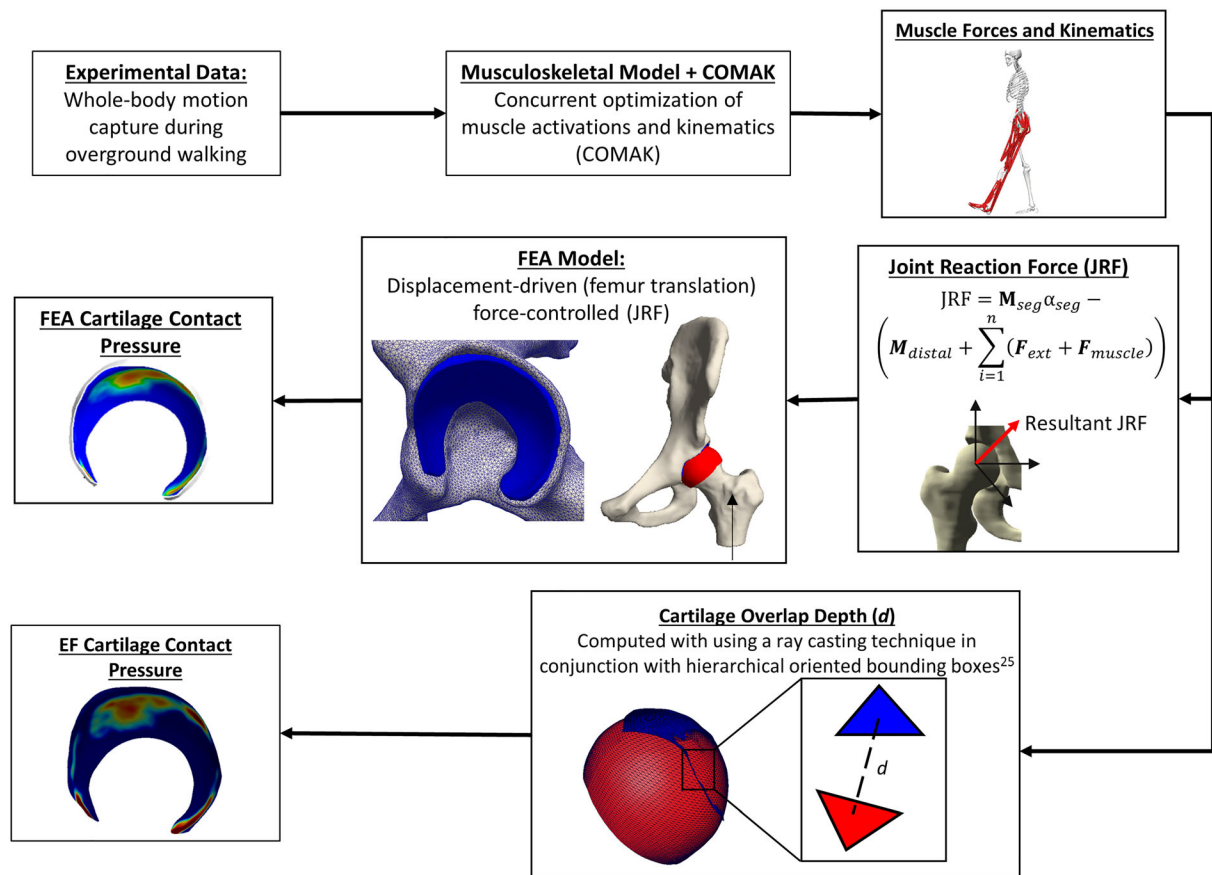 Experimental Data:
Whole-body motion
capture during
overground walking
Musculoskeletal Model + COMAK
Concurrent optimization of
muscle activations and kinematics
(COMAK)
Muscle Forces and Kinematics
Joint Reaction Force (JRF)
JRF = M_seg α_seg −
(M_distal + ∑_{i=1}^{n} (F_ext + F_muscle))
Resultant JRF
FEA Model:
Displacement-driven (femur translation)
force-controlled (JRF)
FEA Cartilage Contact
Pressure
Cartilage Overlap Depth (d)
Computed with using a ray casting technique in
conjunction with hierarchical oriented bounding boxes²⁵
d
EF Cartilage Contact
Pressure